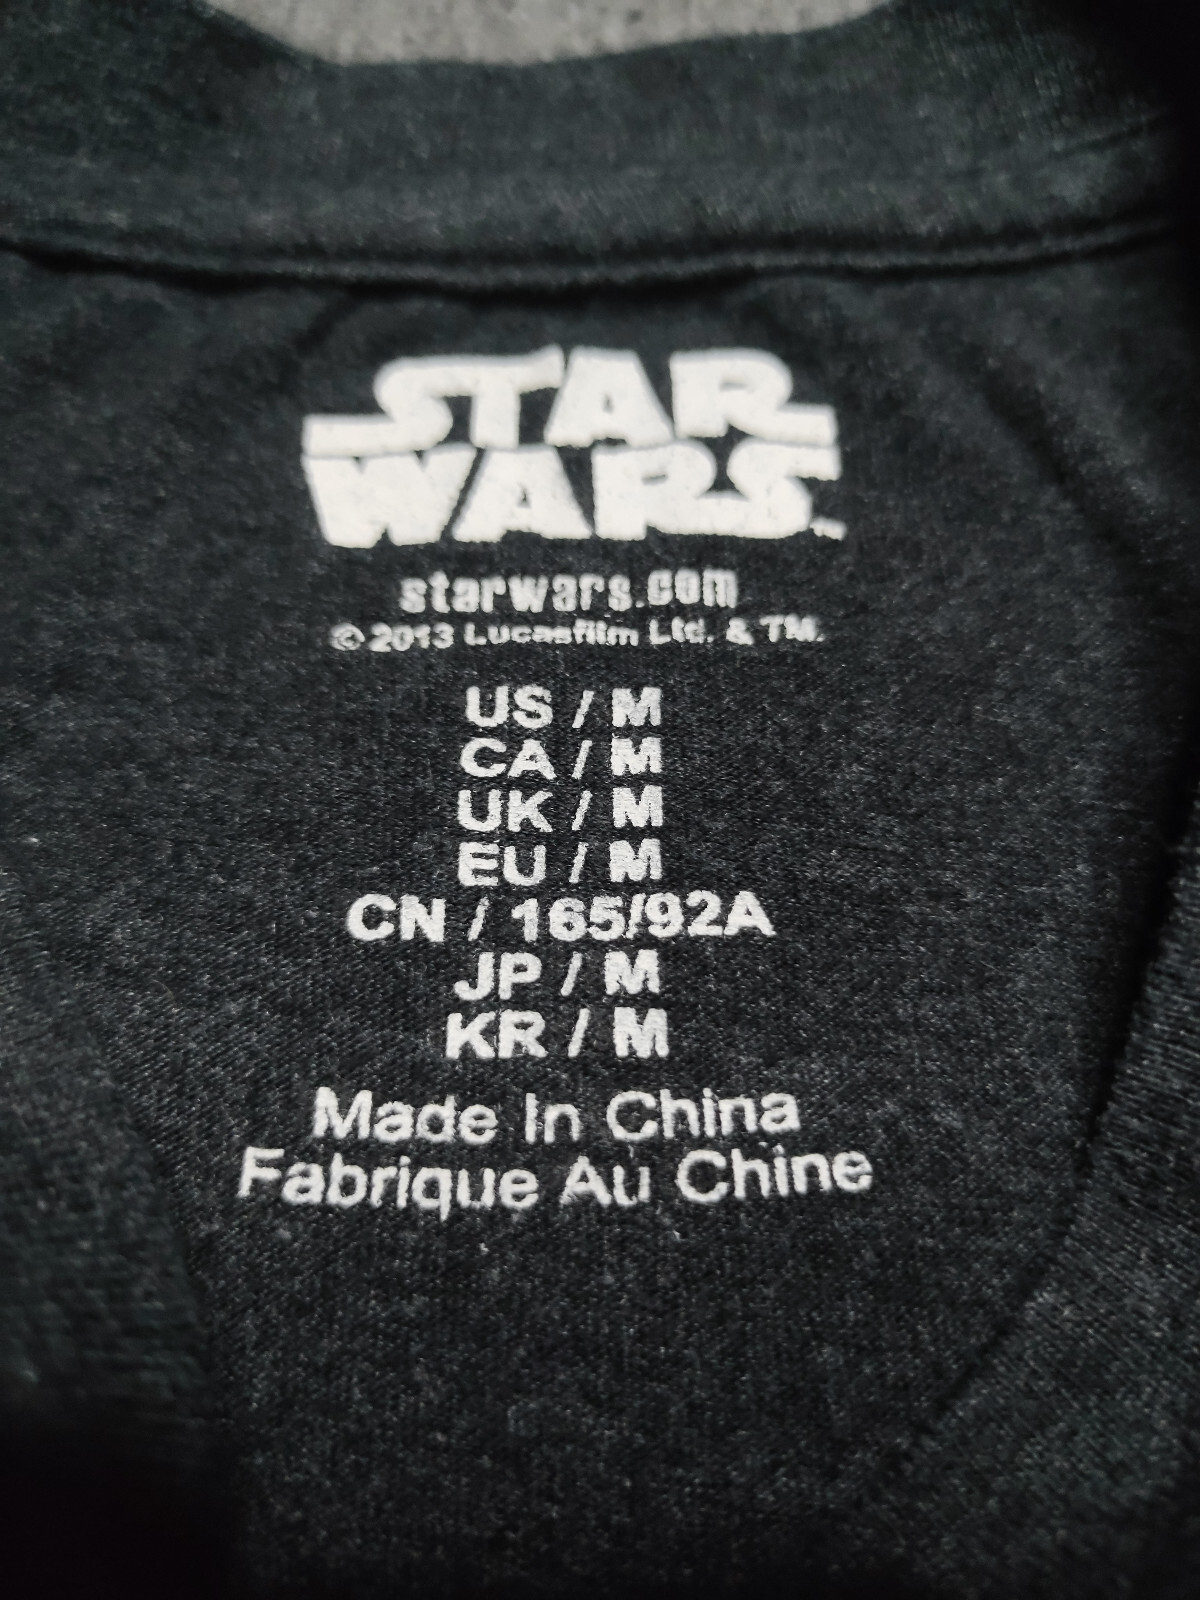 STAR
WARS™
starwars.com
© 2013 Lucasfilm Ltd. & TM.
US / M
CA / M
UK / M
EU / M
CN / 165/92A
JP / M
KR / M
Made In China
Fabrique Au Chine